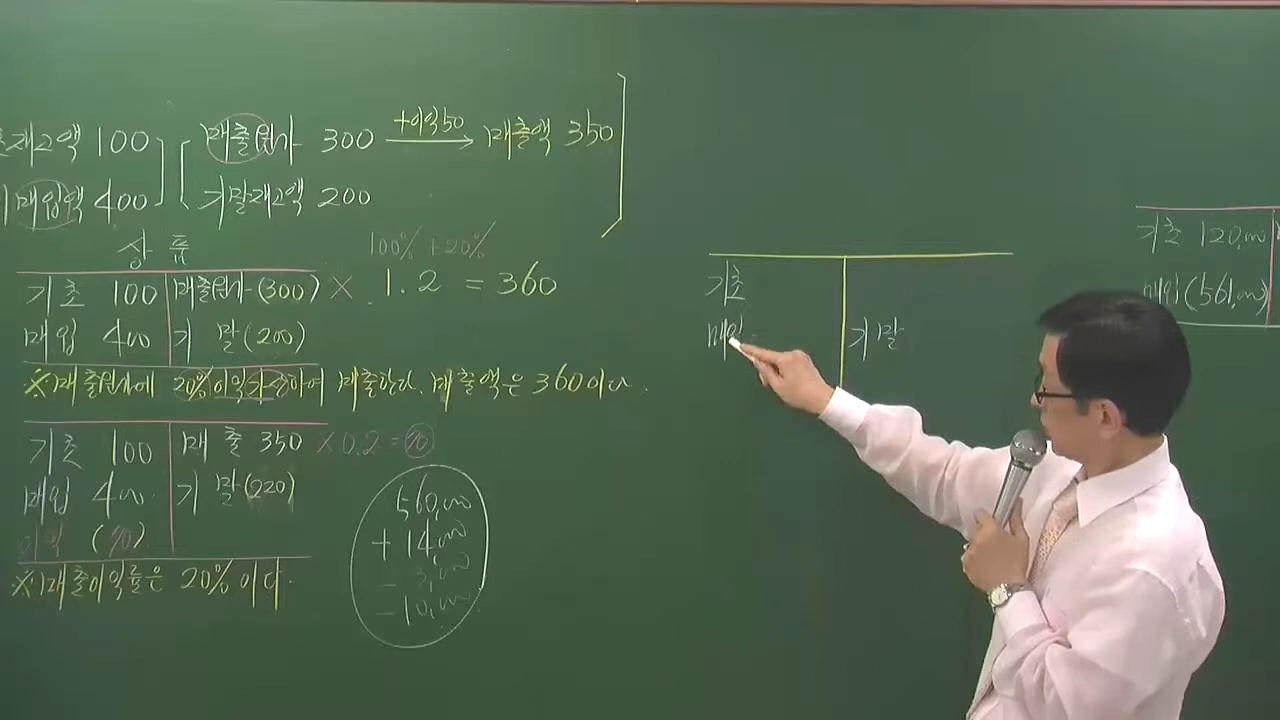 재고액 100
매출원가 300 +이익50 → 매출액 350
매입액 400
기말재고액 200
상품
100% + 20%
기초 100 매출원가(300) × 1.2 = 360
매입 400 기말(200)
※매출원가에 20%이익가산하여 매출한다. 매출액은 360이다.
기초 100 매출 350 × 0.2 = 70
매입 400 기말(220)
이익 (70)
※매출이익률은 20%이다.
560,000
+ 14,000
- 3,000
- 10,000
기초
매입 기말
기초 120,000
매입(561,000)